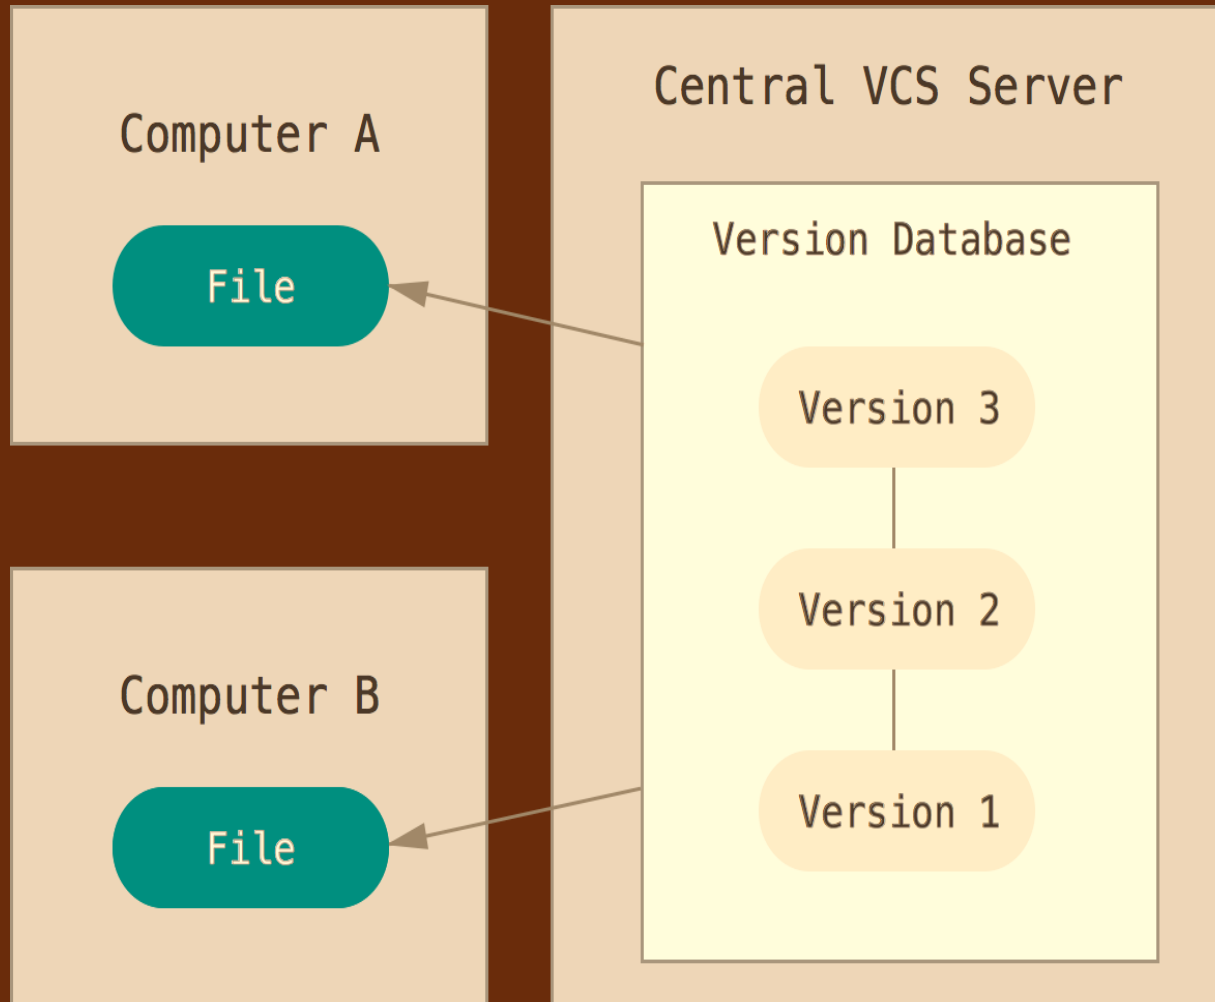 Computer A
File
Computer B
File
Central VCS Server
Version Database
Version 3
Version 2
Version 1